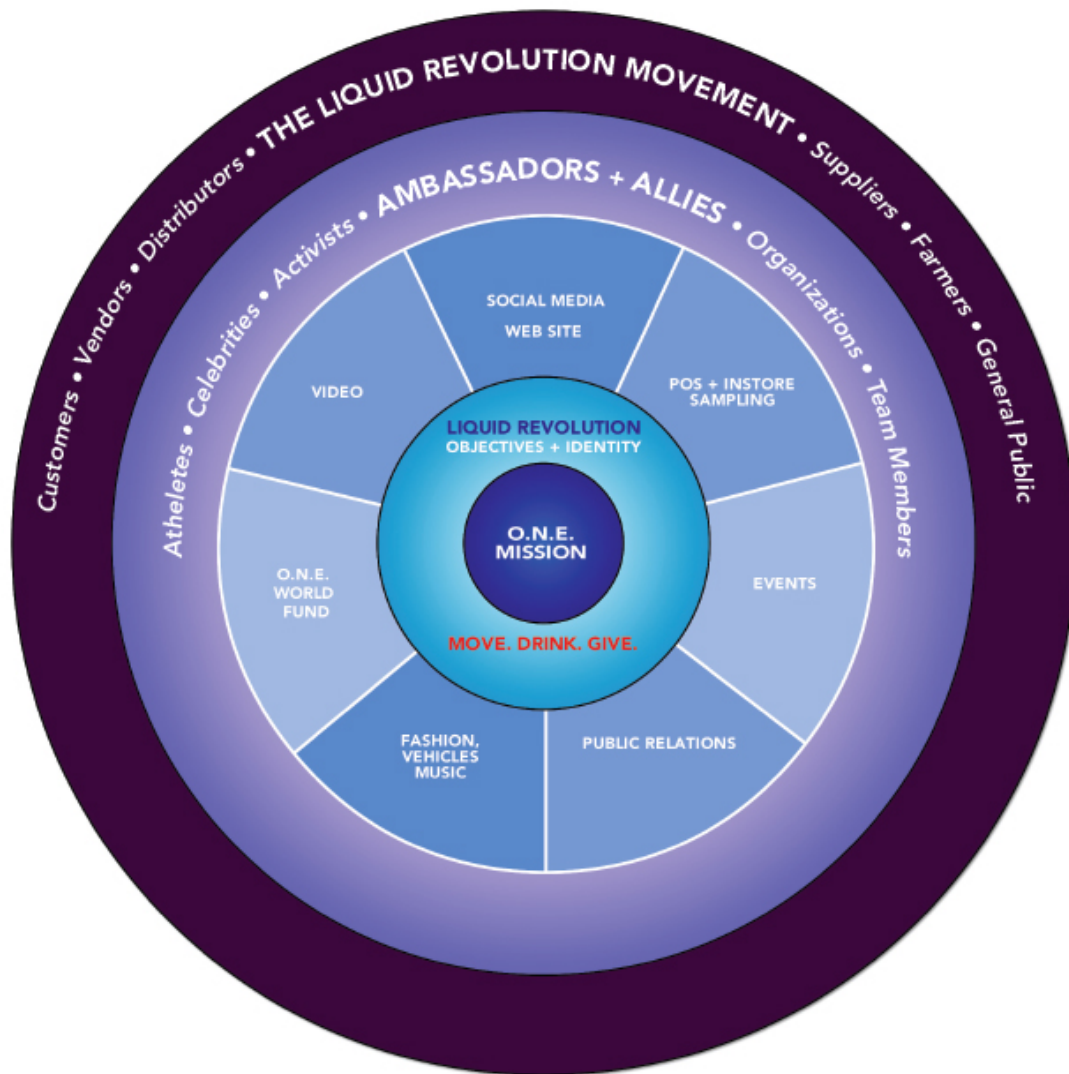 Customers • Vendors • Distributors • THE LIQUID REVOLUTION MOVEMENT • Suppliers • Farmers • General Public
Atheletes • Celebrities • Activists • AMBASSADORS + ALLIES • Organizations • Team Members
SOCIAL MEDIA
WEB SITE
POS + INSTORE
SAMPLING
EVENTS
PUBLIC RELATIONS
FASHION,
VEHICLES
MUSIC
O.N.E.
WORLD
FUND
VIDEO
LIQUID REVOLUTION
OBJECTIVES + IDENTITY
O.N.E.
MISSION
MOVE. DRINK. GIVE.